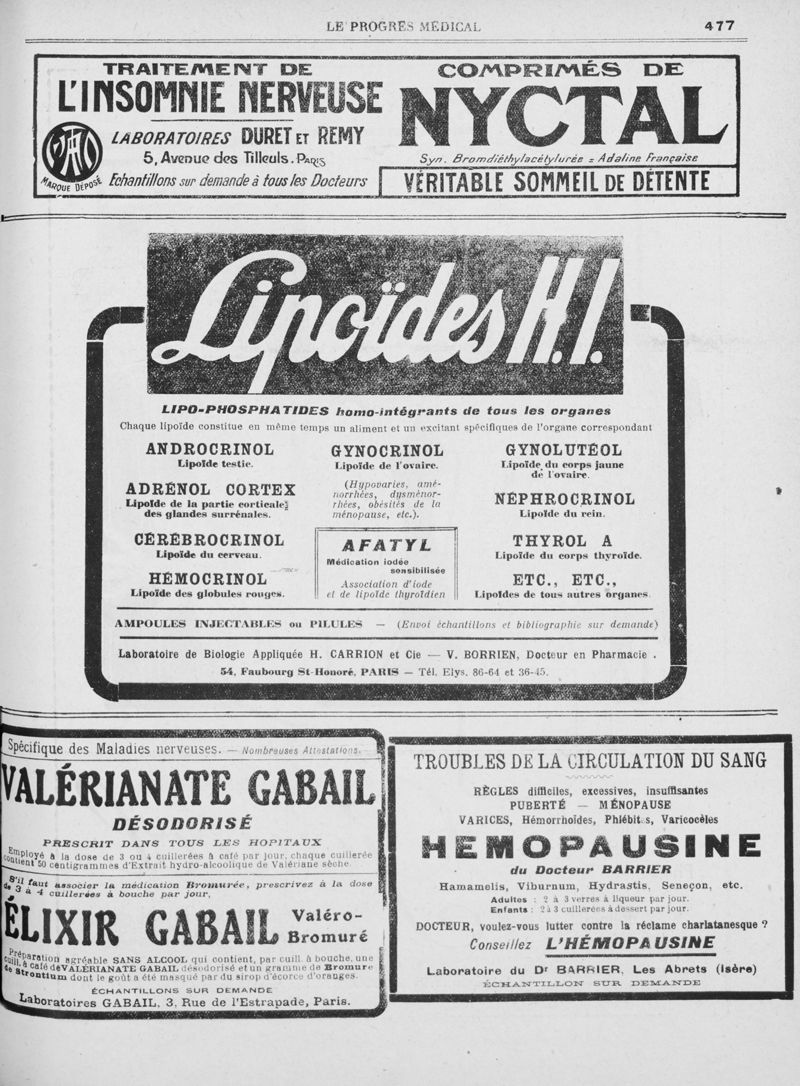 LE PROGRÈS MÉDICAL
477
TRAITEMENT DE
L'INSOMNIE NERVEUSE
LABORATOIRES DURET ET REMY
5, Avenue des Tilleuls. PARIS
MARQUE DÉPOSÉ
Echantillons sur demande à tous les Docteurs
COMPRIMÉS DE
NYCTAL
Syn. Bromdiéthylacétylurée = Adaline Française
VÉRITABLE SOMMEIL DE DÉTENTE
Lipoïdes H.I.
LIPO-PHOSPHATIDES homo-intégrants de tous les organes
Chaque lipoïde constitue en même temps un aliment et un excitant spécifiques de l'organe correspondant
ANDROCRINOL
Lipoïde testic.
ADRÉNOL CORTEX
Lipoïde de la partie corticale
des glandes surrénales.
CÉRÉBROCRINOL
Lipoïde du cerveau.
HÉMOCRINOL
Lipoïde des globules rouges.
GYNOCRINOL
Lipoïde de l'ovaire.
(Hypovaries, amé-
norrhées, dysménor-
rhées, obésités de la
ménopause, etc.).
AFATYL
Médication iodée
sensibilisée
Association d'iode
et de lipoïde thyroïdien
GYNOLUTÉOL
Lipoïde du corps jaune
de l'ovaire.
NÉPHROCRINOL
Lipoïde du rein.
THYROL A
Lipoïde du corps thyroïde.
ETC., ETC.,
Lipoïdes de tous autres organes.
AMPOULES INJECTABLES ou PILULES — (Envoi échantillons et bibliographie sur demande)
Laboratoire de Biologie Appliquée H. CARRION et Cie — V. BORRIEN, Docteur en Pharmacie .
54, Faubourg St-Honoré, PARIS — Tél. Elys. 86-64 et 36-45.
Spécifique des Maladies nerveuses. — Nombreuses Attestations.
VALÉRIANATE GABAIL
DÉSODORISÉ
PRESCRIT DANS TOUS LES HOPITAUX
Employé à la dose de 3 ou 4 cuillerées à café par jour, chaque cuillerée
contient 50 centigrammes d'Extrait hydro-alcoolique de Valériane sèche.
S'il faut associer la médication Bromurée, prescrivez à la dose
de 3 à 4 cuillerées à bouche par jour,
ÉLIXIR GABAIL Valéro-
Bromuré
Préparation agréable SANS ALCOOL qui contient, par cuill. à bouche, une
cuill. à café de VALÉRIANATE GABAIL désodorisé et un gramme de Bromure
de Strontium dont le goût a été masqué par du sirop d'écorce d'oranges.
ÉCHANTILLONS SUR DEMANDE
Laboratoires GABAIL, 3, Rue de l'Estrapade, Paris.
TROUBLES DE LA CIRCULATION DU SANG
RÈGLES difficiles, excessives, insuffisantes
PUBERTÉ — MÉNOPAUSE
VARICES, Hémorrhoïdes, Phlébites, Varicocèles
HEMOPAUSINE
du Docteur BARRIER
Hamamelis, Viburnum, Hydrastis, Seneçon, etc.
Adultes : 2 à 3 verres à liqueur par jour.
Enfants : 2 à 3 cuillerées à dessert par jour.
DOCTEUR, voulez-vous lutter contre la réclame charlatanesque ?
Conseillez L'HÉMOPAUSINE
Laboratoire du Dr BARRIER, Les Abrets (Isère)
ÉCHANTILLON SUR DEMANDE